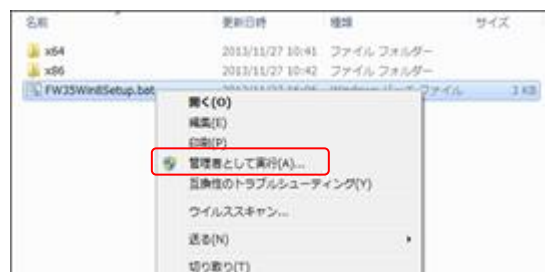 名前 更新日時 種類 サイズ
x64 2013/11/27 10:41 ファイル フォルダー
x86 2013/11/27 10:42 ファイル フォルダー
FW35Win8Setup.bat ファイル 3 KB
開く(O)
編集(E)
印刷(P)
管理者として実行(A)...
互換性のトラブルシューティング(Y)
ウイルススキャン...
送る(N)
切り取り(T)